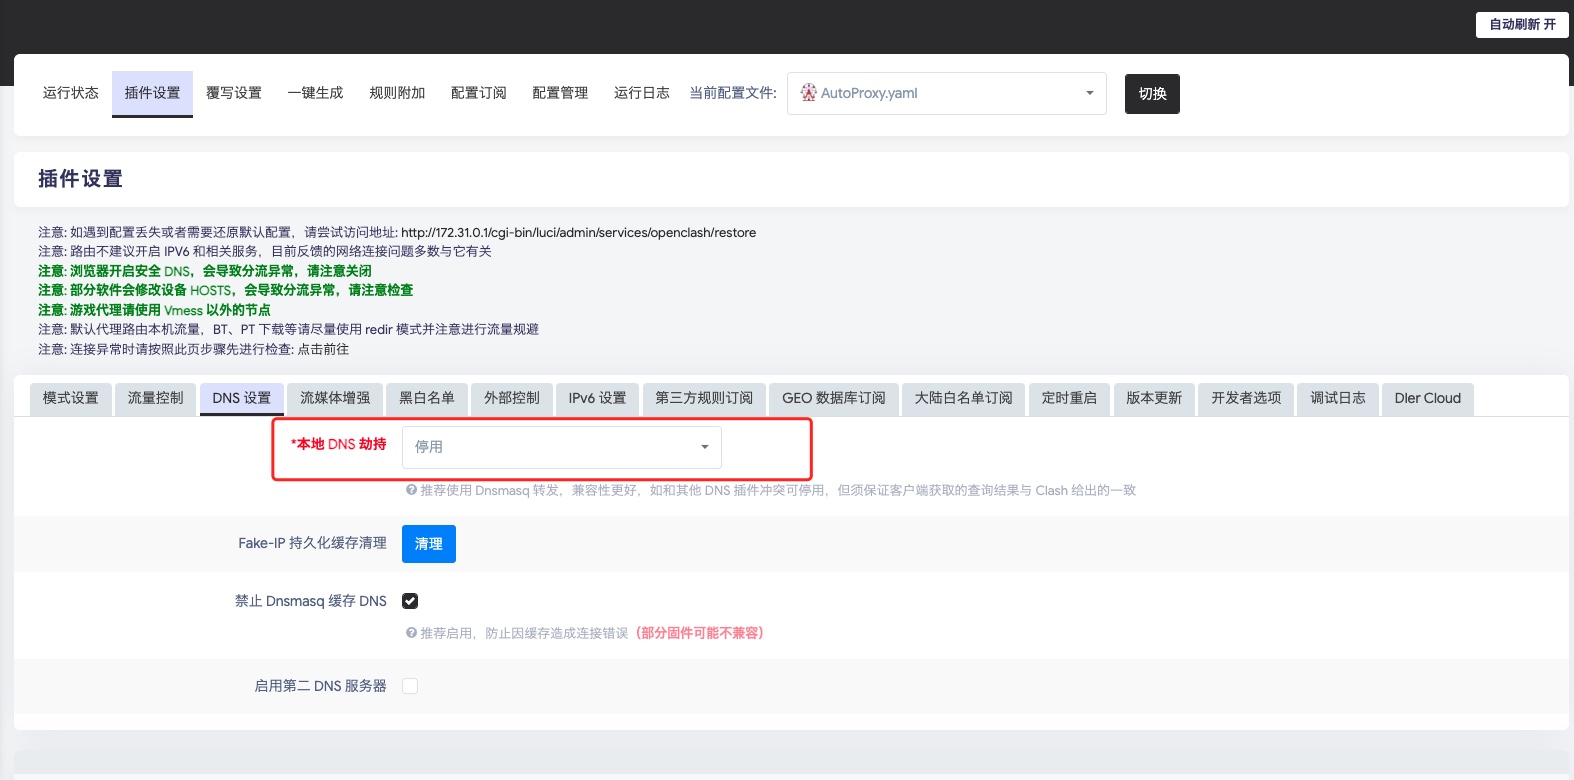 自动刷新 开
运行状态 插件设置 覆写设置 一键生成 规则附加 配置订阅 配置管理 运行日志 当前配置文件: AutoProxy.yaml 切换
插件设置
注意: 如遇到配置丢失或者需要还原默认配置，请尝试访问地址: http://172.31.0.1/cgi-bin/luci/admin/services/openclash/restore
注意: 路由不建议开启 IPV6 和相关服务，目前反馈的网络连接问题多数与它有关
注意: 浏览器开启安全 DNS，会导致分流异常，请注意关闭
注意: 部分软件会修改设备 HOSTS，会导致分流异常，请注意检查
注意: 游戏代理请使用 Vmess 以外的节点
注意: 默认代理路由本机流量，BT、PT 下载等请尽量使用 redir 模式并注意进行流量规避
注意: 连接异常时请按照此页步骤先进行检查: 点击前往
模式设置 流量控制 DNS 设置 流媒体增强 黑白名单 外部控制 IPv6 设置 第三方规则订阅 GEO 数据库订阅 大陆白名单订阅 定时重启 版本更新 开发者选项 调试日志 Dler Cloud
*本地 DNS 劫持 停用
推荐使用 Dnsmasq 转发，兼容性更好，如和其他 DNS 插件冲突可停用，但须保证客户端获取的查询结果与 Clash 给出的一致
Fake-IP 持久化缓存清理 清理
禁止 Dnsmasq 缓存 DNS
推荐启用，防止因缓存造成连接错误（部分固件可能不兼容）
启用第二 DNS 服务器